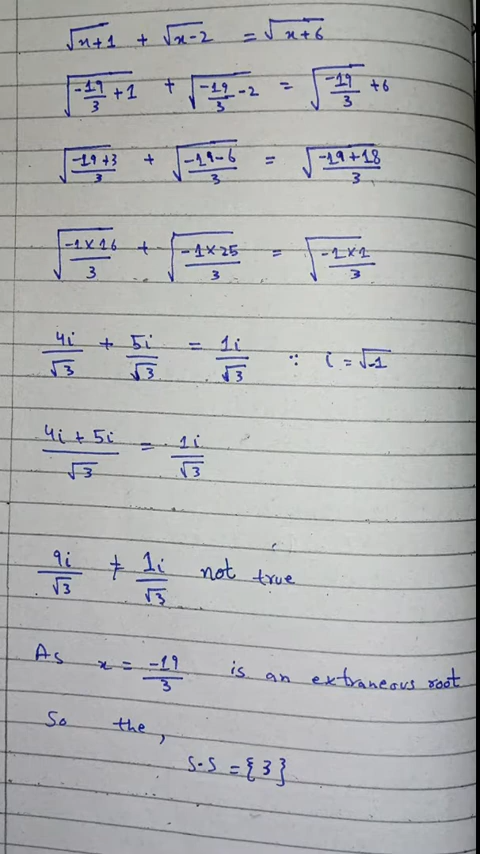 √(x+1) + √(x-2) = √(x+6)
√(-19/3 + 1) + √(-19/3 - 2) = √(-19/3) + 6
√((-19+3)/3) + √((-19-6)/3) = √((-19+18)/3)
√((-1×16)/3) + √((-1×25)/3) = √((-1×1)/3)
4i/√3 + 5i/√3 = 1i/√3 ∵ i = √-1
(4i + 5i)/√3 = 1i/√3
9i/√3 ≠ 1i/√3 not true
As x = -19/3 is an extraneous root
So the,
S.S = {3}